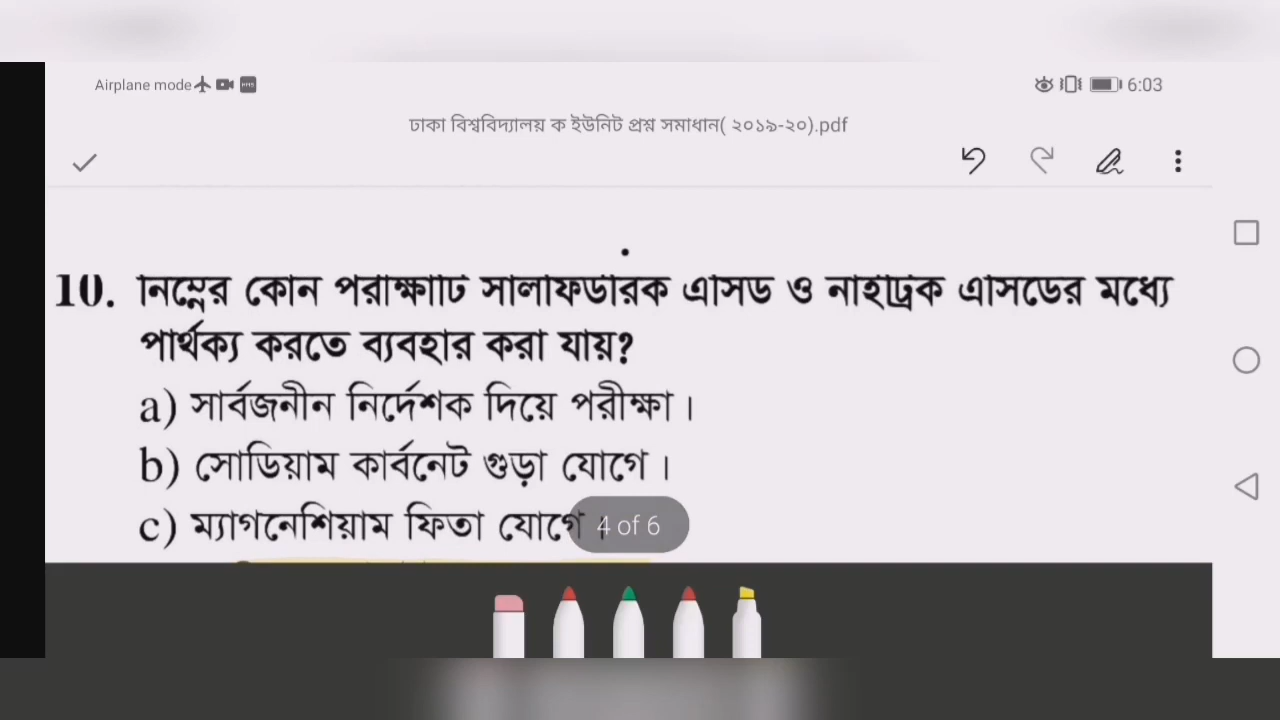 Airplane mode
6:03
ঢাকা বিশ্ববিদ্যালয় ক ইউনিট প্রশ্ন সমাধান( ২০১৯-২০).pdf
10. নিম্নের কোন পরীক্ষাটি সালফিউরিক এসিড ও নাইট্রিক এসিডের মধ্যে
পার্থক্য করতে ব্যবহার করা যায়?
a) সার্বজনীন নির্দেশক দিয়ে পরীক্ষা।
b) সোডিয়াম কার্বনেট গুড়া যোগে।
c) ম্যাগনেশিয়াম ফিতা যোগে।
4 of 6